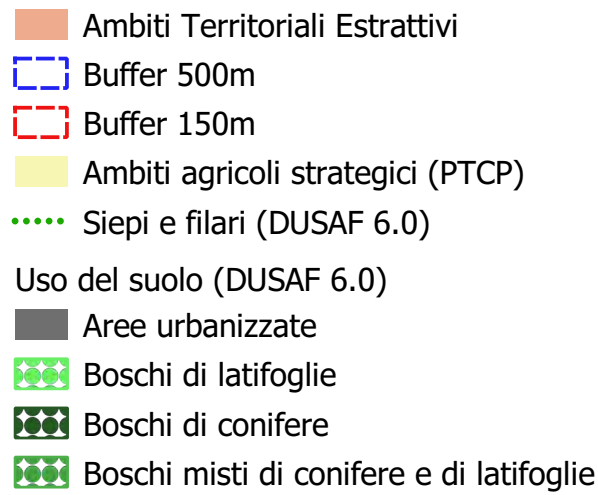 Ambiti Territoriali Estrattivi
Buffer 500m
Buffer 150m
Ambiti agricoli strategici (PTCP)
Siepi e filari (DUSAF 6.0)
Uso del suolo (DUSAF 6.0)
Aree urbanizzate
Boschi di latifoglie
Boschi di conifere
Boschi misti di conifere e di latifoglie